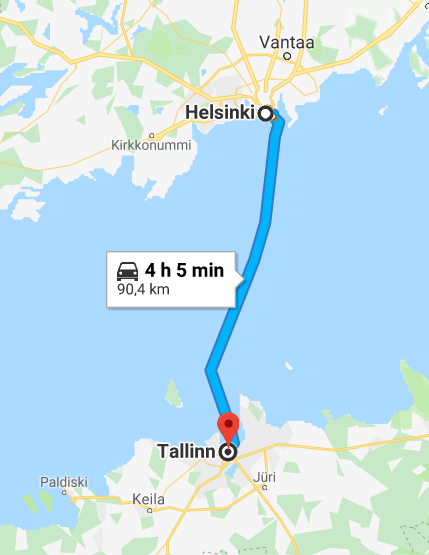 Vantaa
Helsinki
Kirkkonummi
4 h 5 min
90,4 km
Tallinn
Paldiski
Jüri
Keila